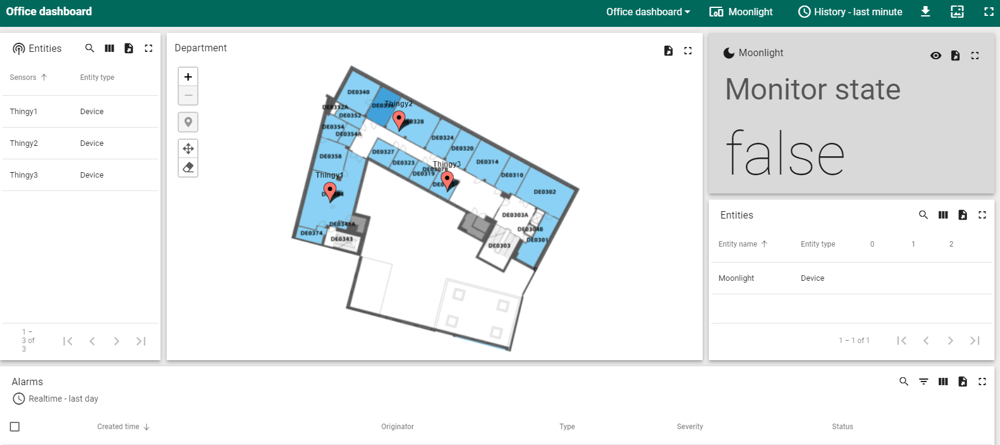 Office dashboard
Office dashboard
Moonlight
History - last minute
Entities
Sensors
Entity type
Thingy1
Device
Thingy2
Device
Thingy3
Device
1 –
3 of
3
Department
+
−
DE0340
Thingy2
DE0352A
DE0352
DE0328
DE0354
DE0354A
DE0324
DE0320
DE0327
DE0358
DE0323
Thingy3
DE0314
DE0319
DE0310
Thingy1
DE0302
DE0303A
DE0341A
DE0304B
DE0374
DE0343
DE0301
DE0303
Moonlight
Monitor state
false
Entities
Entity name
Entity type
0
1
2
Moonlight
Device
1 – 1 of 1
Alarms
Realtime - last day
Created time
Originator
Type
Severity
Status